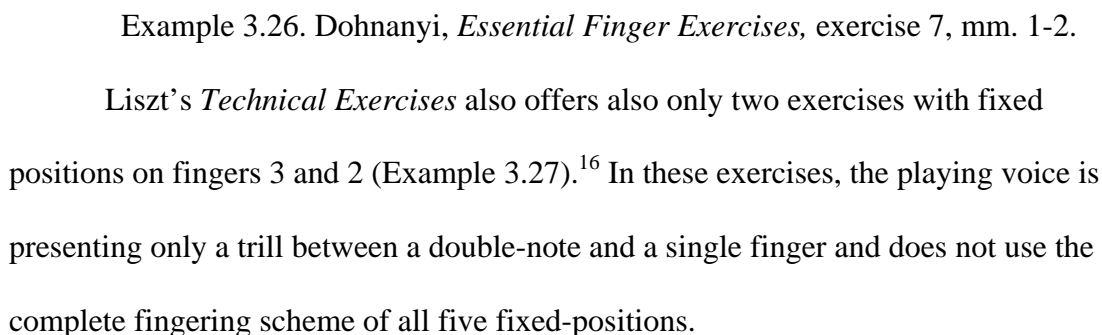 Example 3.26. Dohnanyi, Essential Finger Exercises, exercise 7, mm. 1-2.
Liszt’s Technical Exercises also offers also only two exercises with fixed
positions on fingers 3 and 2 (Example 3.27).16 In these exercises, the playing voice is
presenting only a trill between a double-note and a single finger and does not use the
complete fingering scheme of all five fixed-positions.